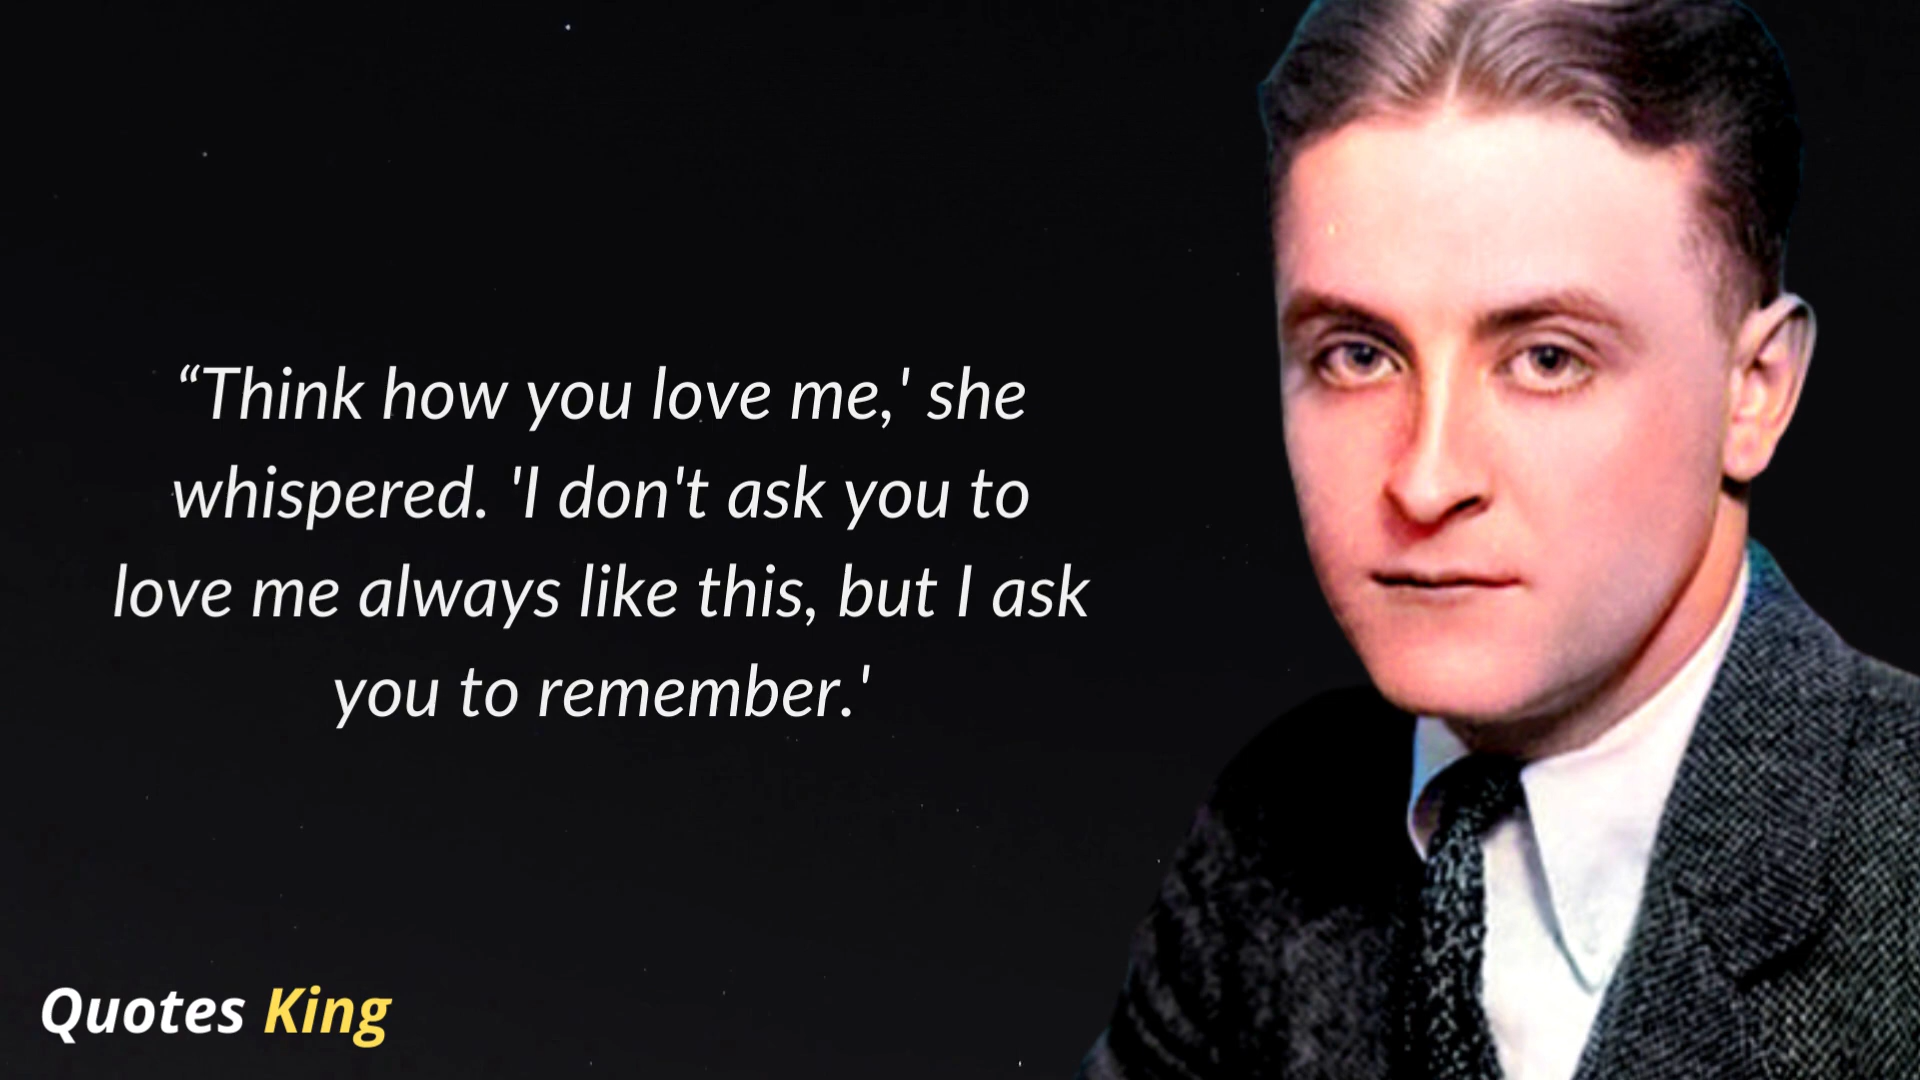 “Think how you love me,' she
whispered. 'I don't ask you to
love me always like this, but I ask
you to remember.'
Quotes King